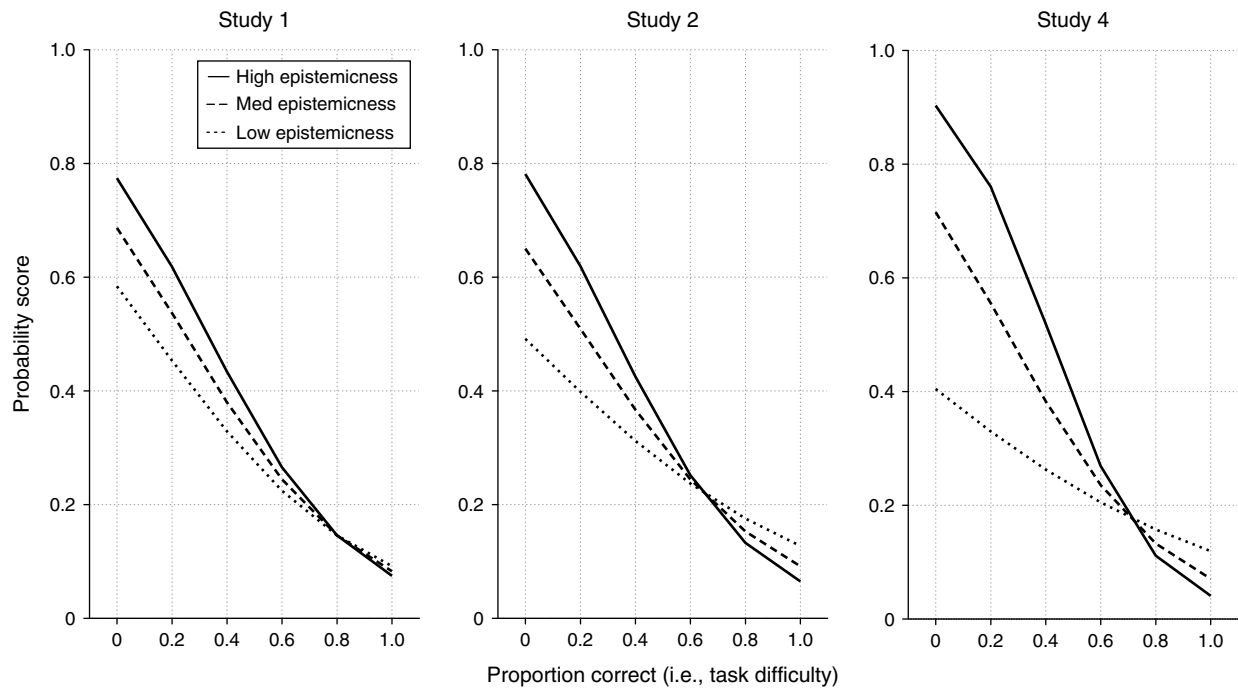 Study 1
Study 2
Study 4
1.0
0.8
0.6
0.4
0.2
0
High epistemicness
Med epistemicness
Low epistemicness
Probability score
0 0.2 0.4 0.6 0.8 1.0
1.0
0.8
0.6
0.4
0.2
0
0 0.2 0.4 0.6 0.8 1.0
1.0
0.8
0.6
0.4
0.2
0
0 0.2 0.4 0.6 0.8 1.0
Proportion correct (i.e., task difficulty)